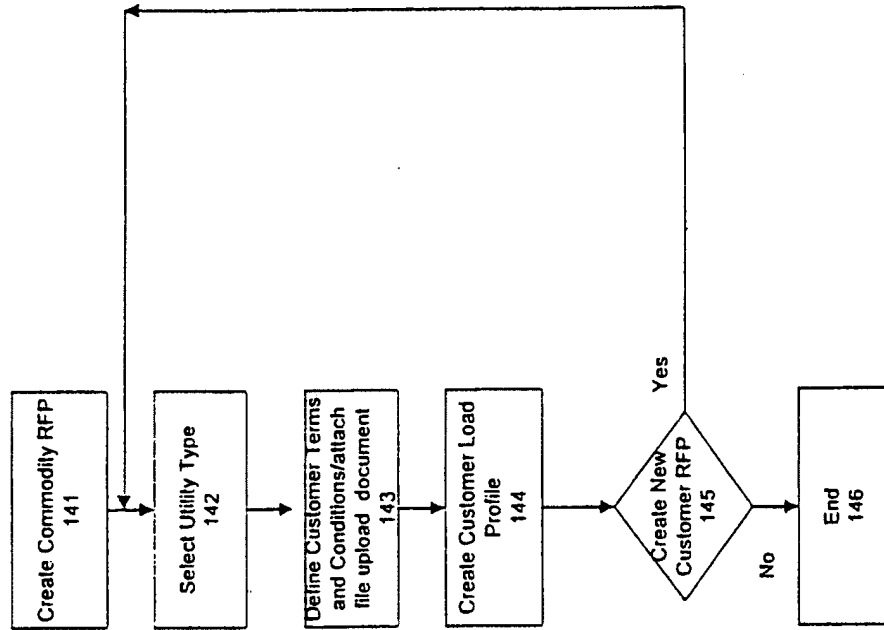 Create Commodity RFP
141
Select Utility Type
142
Define Customer Terms
and Conditions/attach
file upload document
143
Create Customer Load
Profile
144
Create New
Customer RFP
145
Yes
No
End
146